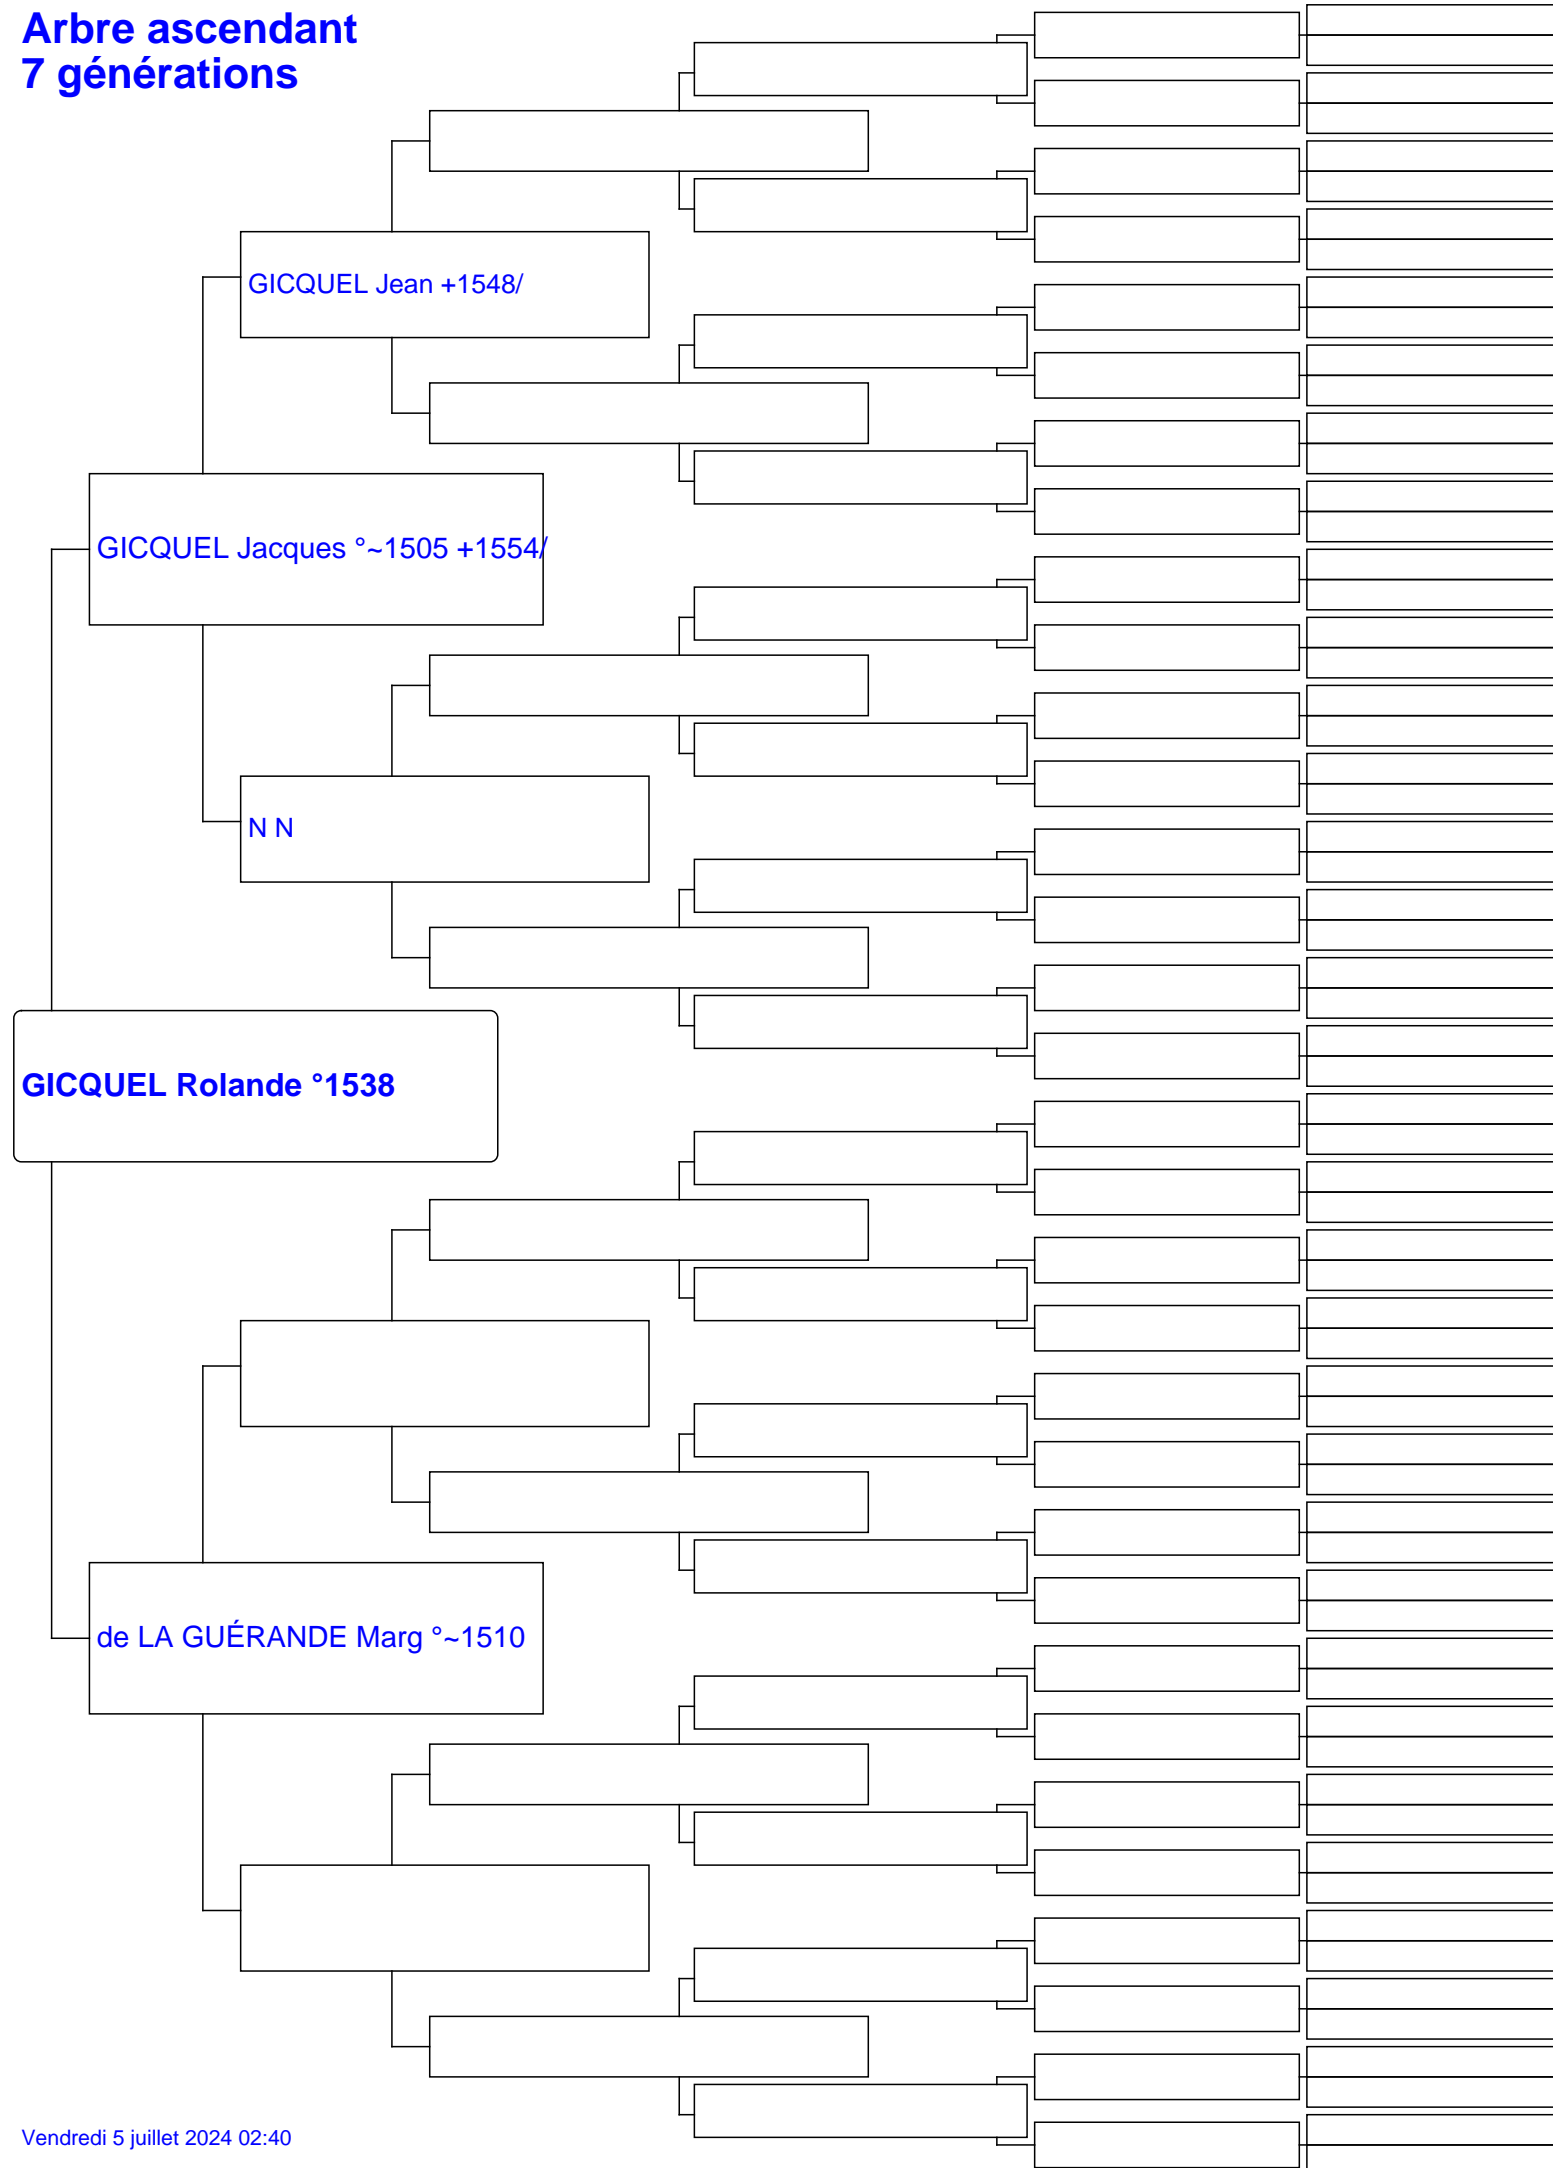 Arbre ascendant
7 générations
GICQUEL Jean +1548/
GICQUEL Jacques °~1505 +1554/
N N
GICQUEL Rolande °1538
de LA GUÉRANDE Marg °~1510
Vendredi 5 juillet 2024 02:40